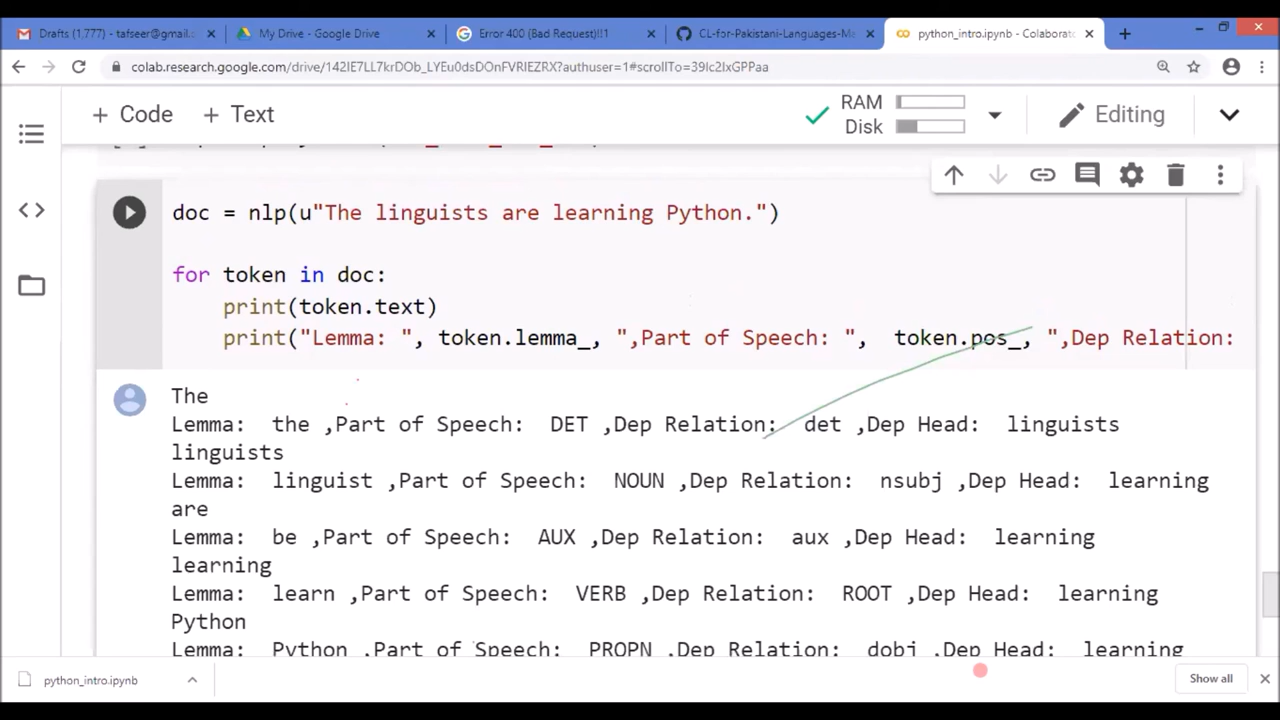 Drafts (1,777) - tafseer@gmail.
My Drive - Google Drive
Error 400 (Bad Request)!!1
CL-for-Pakistani-Languages-Ma
python_intro.ipynb - Colaborato
colab.research.google.com/drive/142IE7LL7krDOb_LYEu0dsDOnFVRIEZRX?authuser=1#scrollTo=39Ic2IxGPPaa
+ Code + Text
RAM
Disk
Editing
doc = nlp(u"The linguists are learning Python.")
for token in doc:
print(token.text)
print("Lemma: ", token.lemma_, ",Part of Speech: ", token.pos_, ",Dep Relation:
The
Lemma: the ,Part of Speech: DET ,Dep Relation: det ,Dep Head: linguists
linguists
Lemma: linguist ,Part of Speech: NOUN ,Dep Relation: nsubj ,Dep Head: learning
are
Lemma: be ,Part of Speech: AUX ,Dep Relation: aux ,Dep Head: learning
learning
Lemma: learn ,Part of Speech: VERB ,Dep Relation: ROOT ,Dep Head: learning
Python
Lemma: Python ,Part of Speech: PROPN ,Dep Relation: dobj ,Dep Head: learning
python_intro.ipynb
Show all